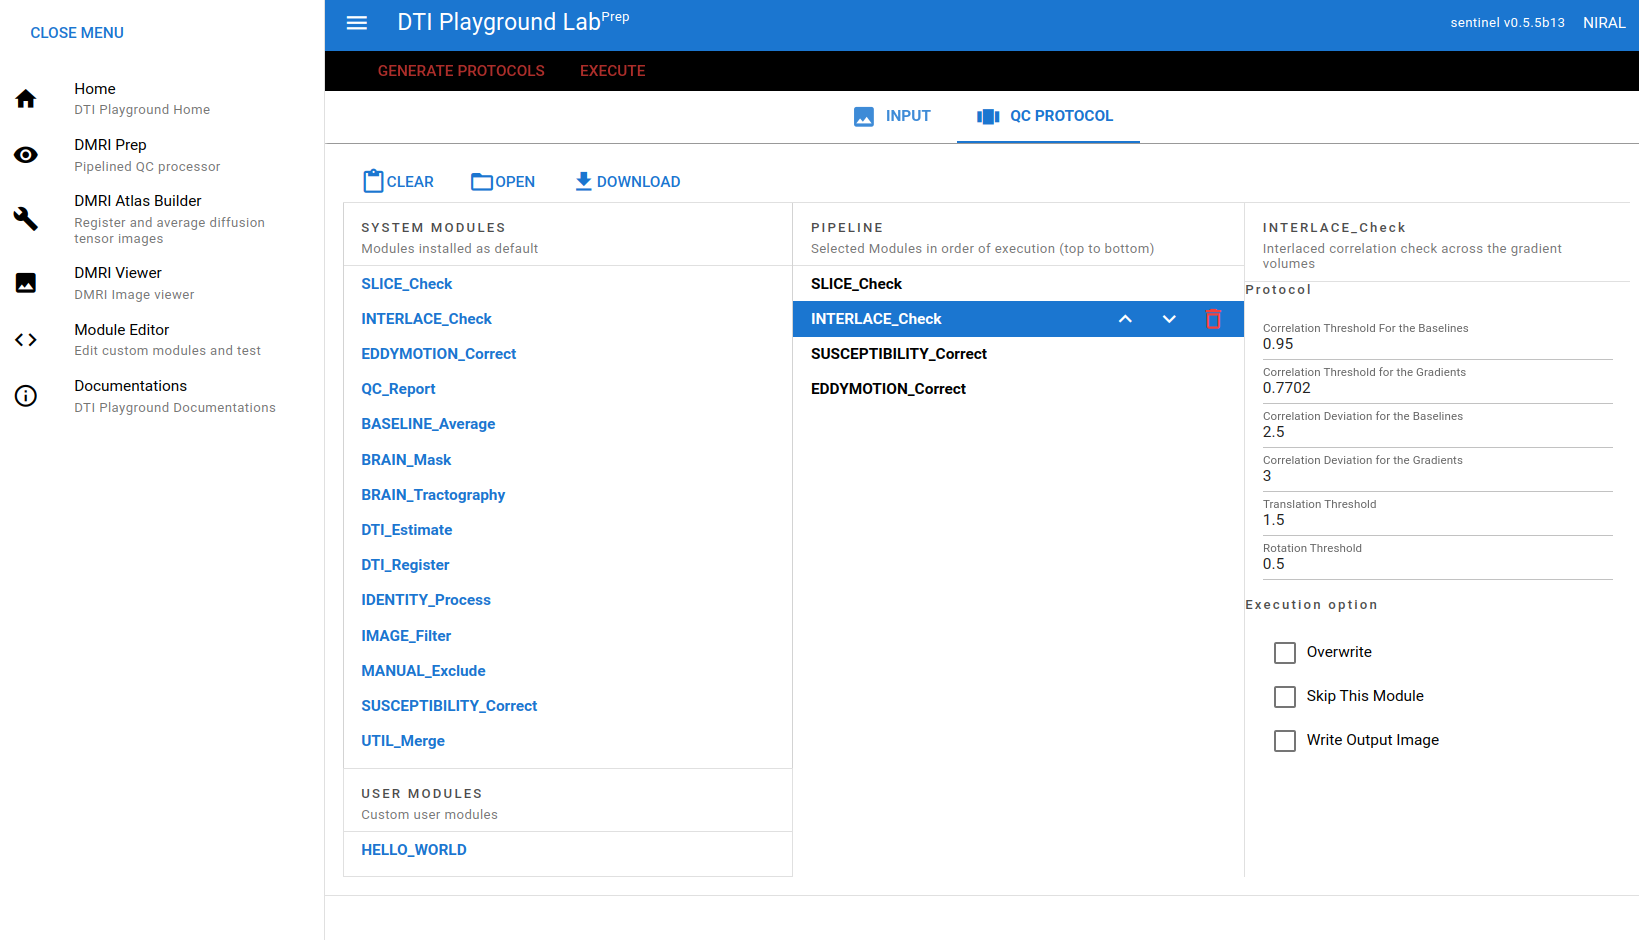 CLOSE MENU
Home
DTI Playground Home
DMRI Prep
Pipelined QC processor
DMRI Atlas Builder
Register and average diffusion
tensor images
DMRI Viewer
DMRI Image viewer
Module Editor
Edit custom modules and test
Documentations
DTI Playground Documentations
DTI Playground Lab Prep
sentinel v0.5.5b13 NIRAL
GENERATE PROTOCOLS EXECUTE
INPUT QC PROTOCOL
CLEAR OPEN DOWNLOAD
SYSTEM MODULES
Modules installed as default
SLICE_Check
INTERLACE_Check
EDDYMOTION_Correct
QC_Report
BASELINE_Average
BRAIN_Mask
BRAIN_Tractography
DTI_Estimate
DTI_Register
IDENTITY_Process
IMAGE_Filter
MANUAL_Exclude
SUSCEPTIBILITY_Correct
UTIL_Merge
USER MODULES
Custom user modules
HELLO_WORLD
PIPELINE
Selected Modules in order of execution (top to bottom)
SLICE_Check
INTERLACE_Check
SUSCEPTIBILITY_Correct
EDDYMOTION_Correct
INTERLACE_Check
Interlaced correlation check across the gradient
volumes
Protocol
Correlation Threshold For the Baselines
0.95
Correlation Threshold for the Gradients
0.7702
Correlation Deviation for the Baselines
2.5
Correlation Deviation for the Gradients
3
Translation Threshold
1.5
Rotation Threshold
0.5
Execution option
Overwrite
Skip This Module
Write Output Image